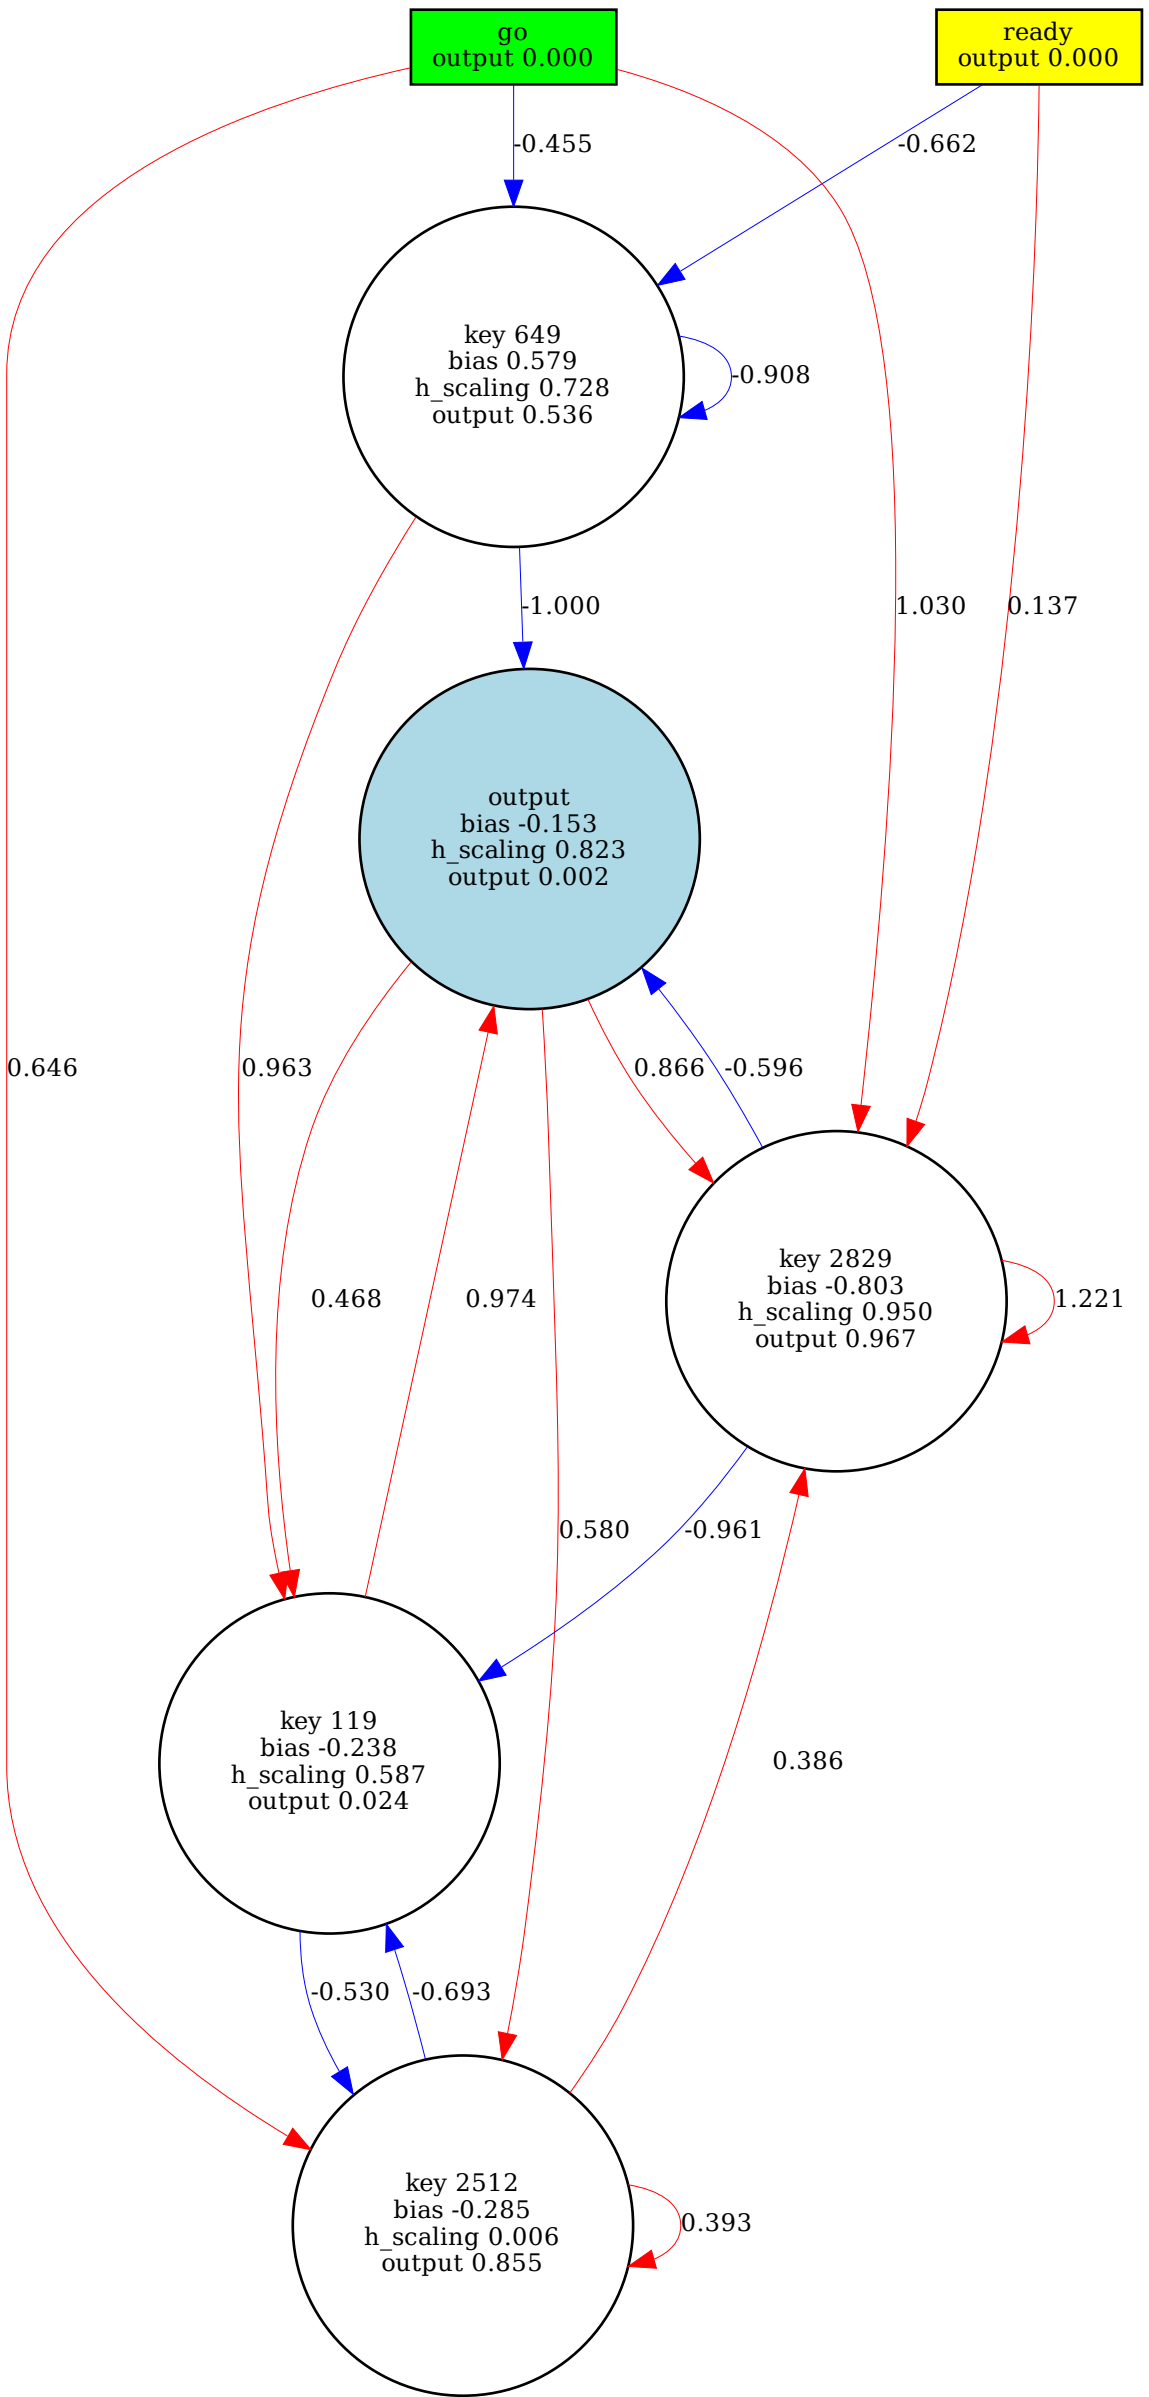 go
output 0.000
ready
output 0.000
-0.455
-0.662
key 649
bias 0.579
h_scaling 0.728
output 0.536
-0.908
-1.000
1.030
0.137
output
bias -0.153
h_scaling 0.823
output 0.002
0.646
0.963
0.866
-0.596
key 2829
bias -0.803
h_scaling 0.950
output 0.967
0.468
0.974
1.221
0.580
-0.961
key 119
bias -0.238
h_scaling 0.587
output 0.024
0.386
-0.530
-0.693
key 2512
bias -0.285
h_scaling 0.006
output 0.855
0.393